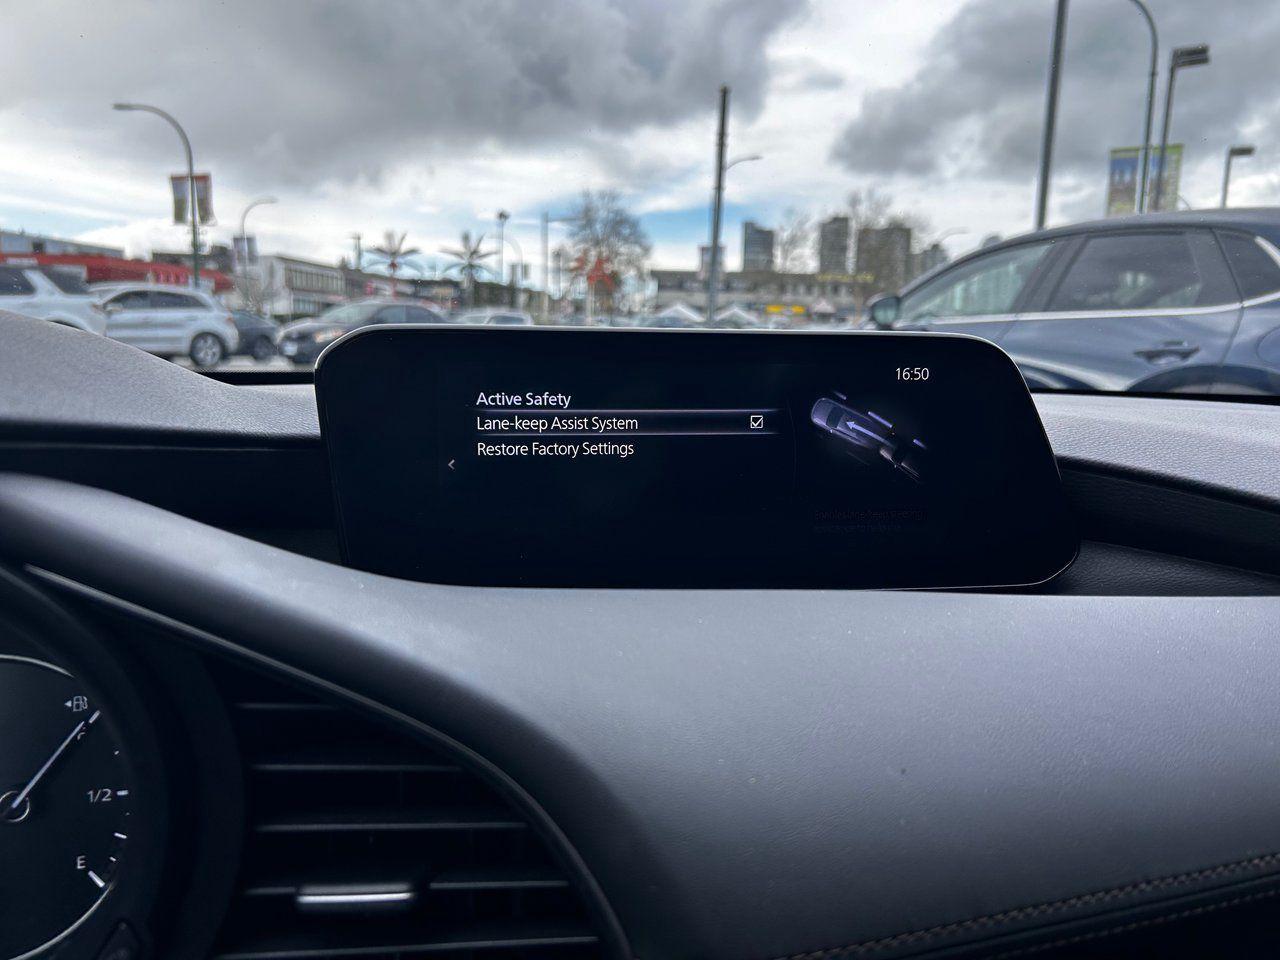 16:50
Active Safety
Lane-keep Assist System
Restore Factory Settings
1/2
E